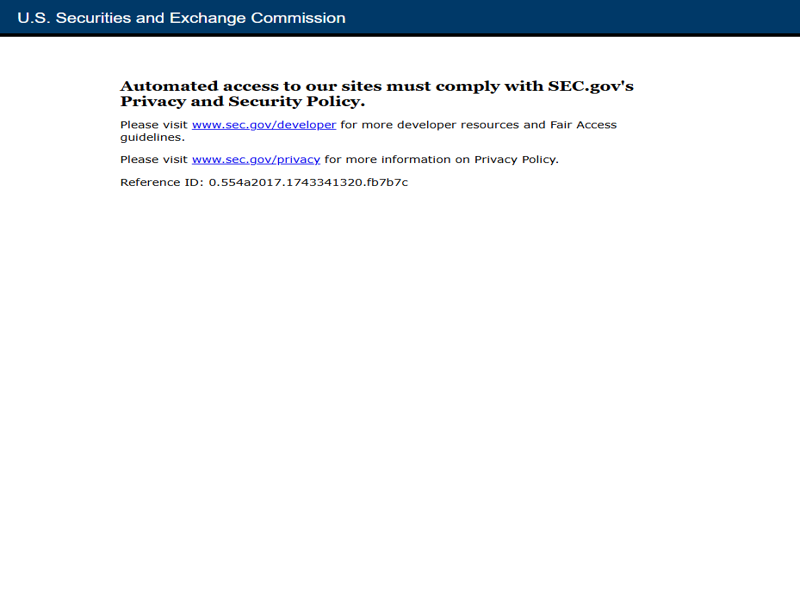 U.S. Securities and Exchange Commission
Automated access to our sites must comply with SEC.gov's
Privacy and Security Policy.
Please visit www.sec.gov/developer for more developer resources and Fair Access
guidelines.
Please visit www.sec.gov/privacy for more information on Privacy Policy.
Reference ID: 0.554a2017.1743341320.fb7b7c